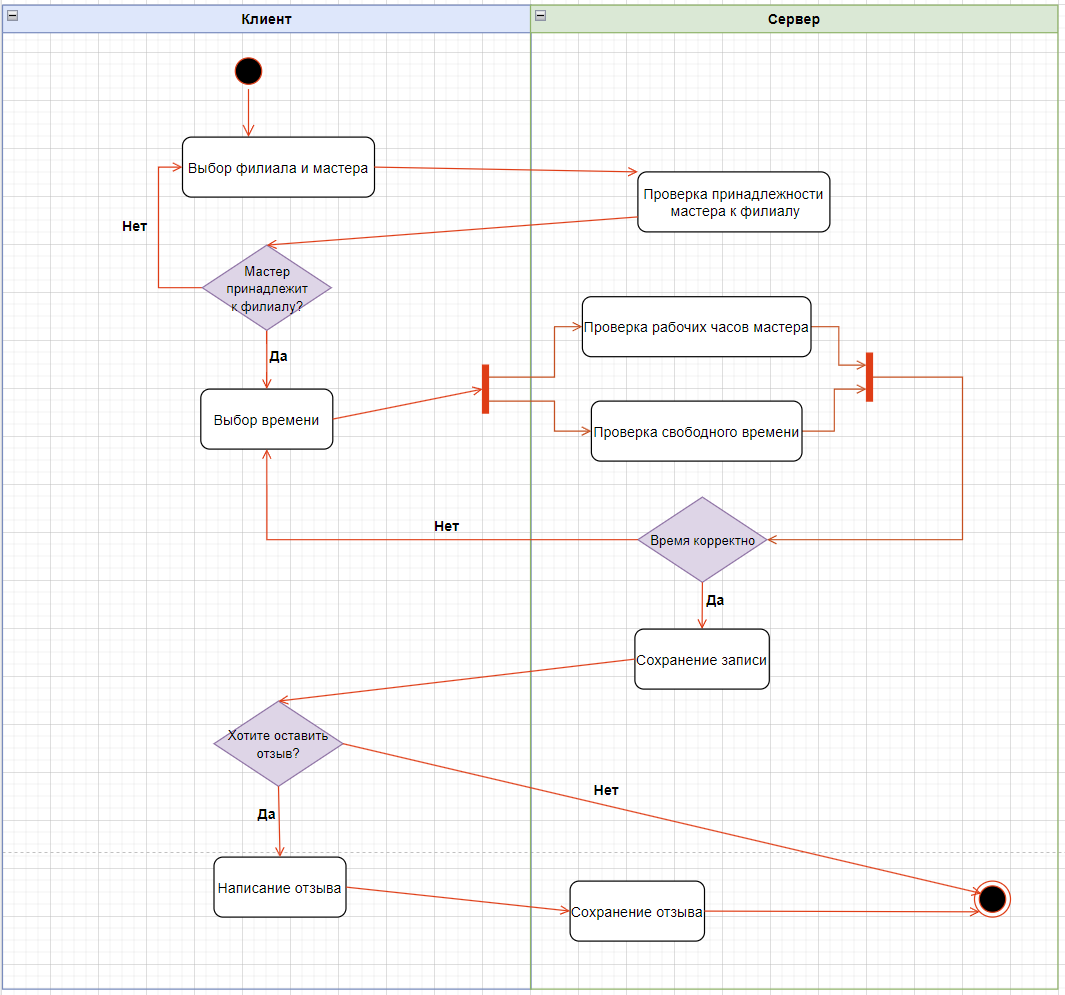 Клиент
Сервер
Выбор филиала и мастера
Проверка принадлежности
мастера к филиалу
Нет
Мастер
принадлежит
к филиалу?
Да
Проверка рабочих часов мастера
Выбор времени
Проверка свободного времени
Нет
Время корректно
Да
Сохранение записи
Хотите оставить
отзыв?
Нет
Да
Написание отзыва
Сохранение отзыва